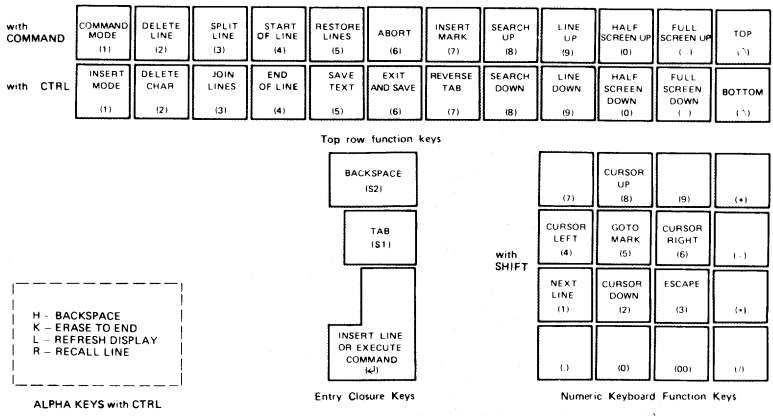 with COMMAND
COMMAND MODE (1)
DELETE LINE (2)
SPLIT LINE (3)
START OF LINE (4)
RESTORE LINES (5)
ABORT (6)
INSERT MARK (7)
SEARCH UP (8)
LINE UP (9)
HALF SCREEN UP (0)
FULL SCREEN UP
TOP
with CTRL
INSERT MODE (1)
DELETE CHAR (2)
JOIN LINES (3)
END OF LINE (4)
SAVE TEXT (5)
EXIT AND SAVE (6)
REVERSE TAB (7)
SEARCH DOWN (8)
LINE DOWN (9)
HALF SCREEN DOWN (0)
FULL SCREEN DOWN
BOTTOM
Top row function keys
BACKSPACE (S2)
TAB (S1)
INSERT LINE OR EXECUTE COMMAND (↵)
Entry Closure Keys
with SHIFT
(7)
CURSOR UP (8)
(9)
CURSOR LEFT (4)
GOTO MARK (5)
CURSOR RIGHT (6)
(-)
NEXT LINE (1)
CURSOR DOWN (2)
ESCAPE (3)
(.)
(0)
(00)
(/)
Numeric Keyboard Function Keys
H - BACKSPACE
K – ERASE TO END
L – REFRESH DISPLAY
R – RECALL LINE
ALPHA KEYS with CTRL